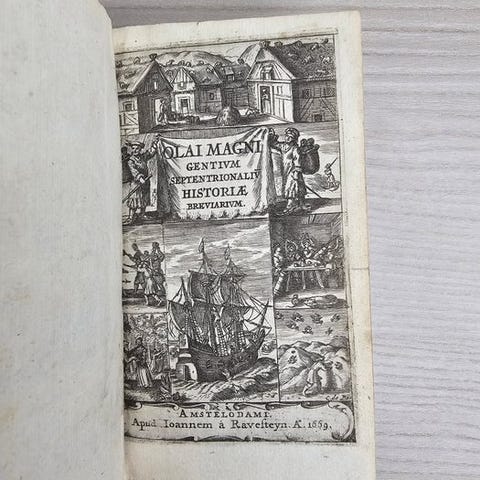 OLAI MAGNI
GENTIVM
SEPTENTRIONALIV
HISTORIÆ
BREVIARIVM.
AMSTELODAMI.
Apud Ioannem à Ravesteyn. A°. 1669.